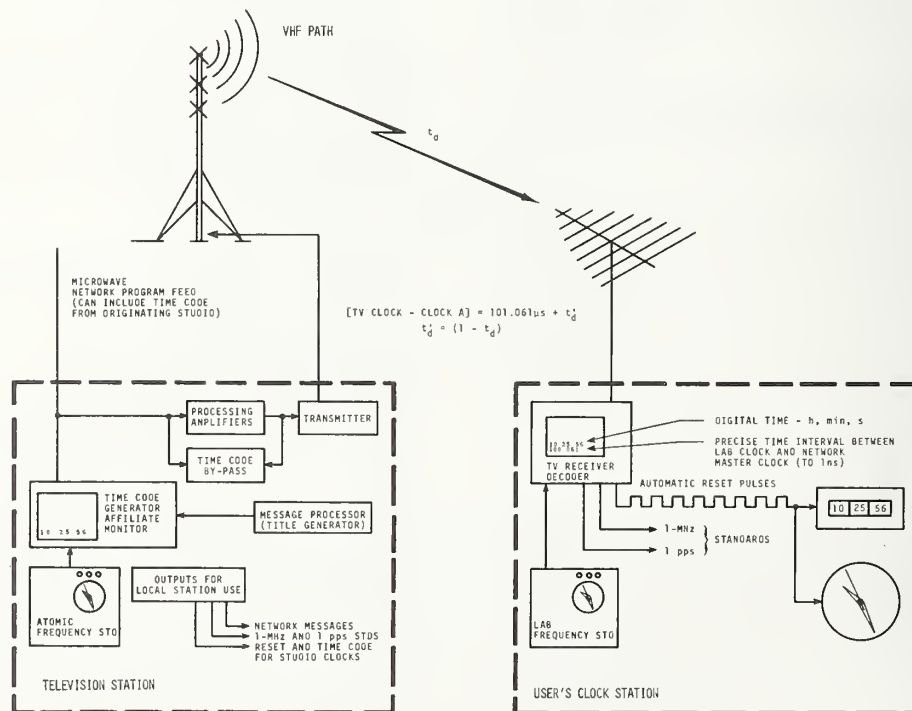 VHF PATH
t_d
MICROWAVE
NETWORK PROGRAM FEED
(CAN INCLUDE TIME CODE
FROM ORIGINATING STUDIO)
[TV CLOCK - CLOCK A] = 101.061µs + t'_d
t'_d = (1 - t_d)
PROCESSING
AMPLIFIERS
TRANSMITTER
TIME CODE
BY-PASS
TIME CODE
GENERATOR
AFFILIATE
MONITOR
10 25 56
MESSAGE PROCESSOR
(TITLE GENERATOR)
ATOMIC
FREQUENCY STD
OUTPUTS FOR
LOCAL STATION USE
NETWORK MESSAGES
1-MHz AND 1 pps STDS
RESET AND TIME CODE
FOR STUDIO CLOCKS
TELEVISION STATION
10 25 56
TV RECEIVER
DECODER
DIGITAL TIME - h, min, s
PRECISE TIME INTERVAL BETWEEN
LAB CLOCK AND NETWORK
MASTER CLOCK (TO 1ns)
AUTOMATIC RESET PULSES
10 25 56
1-MHz
1 pps
STANDARDS
LAB
FREQUENCY STD
USER'S CLOCK STATION